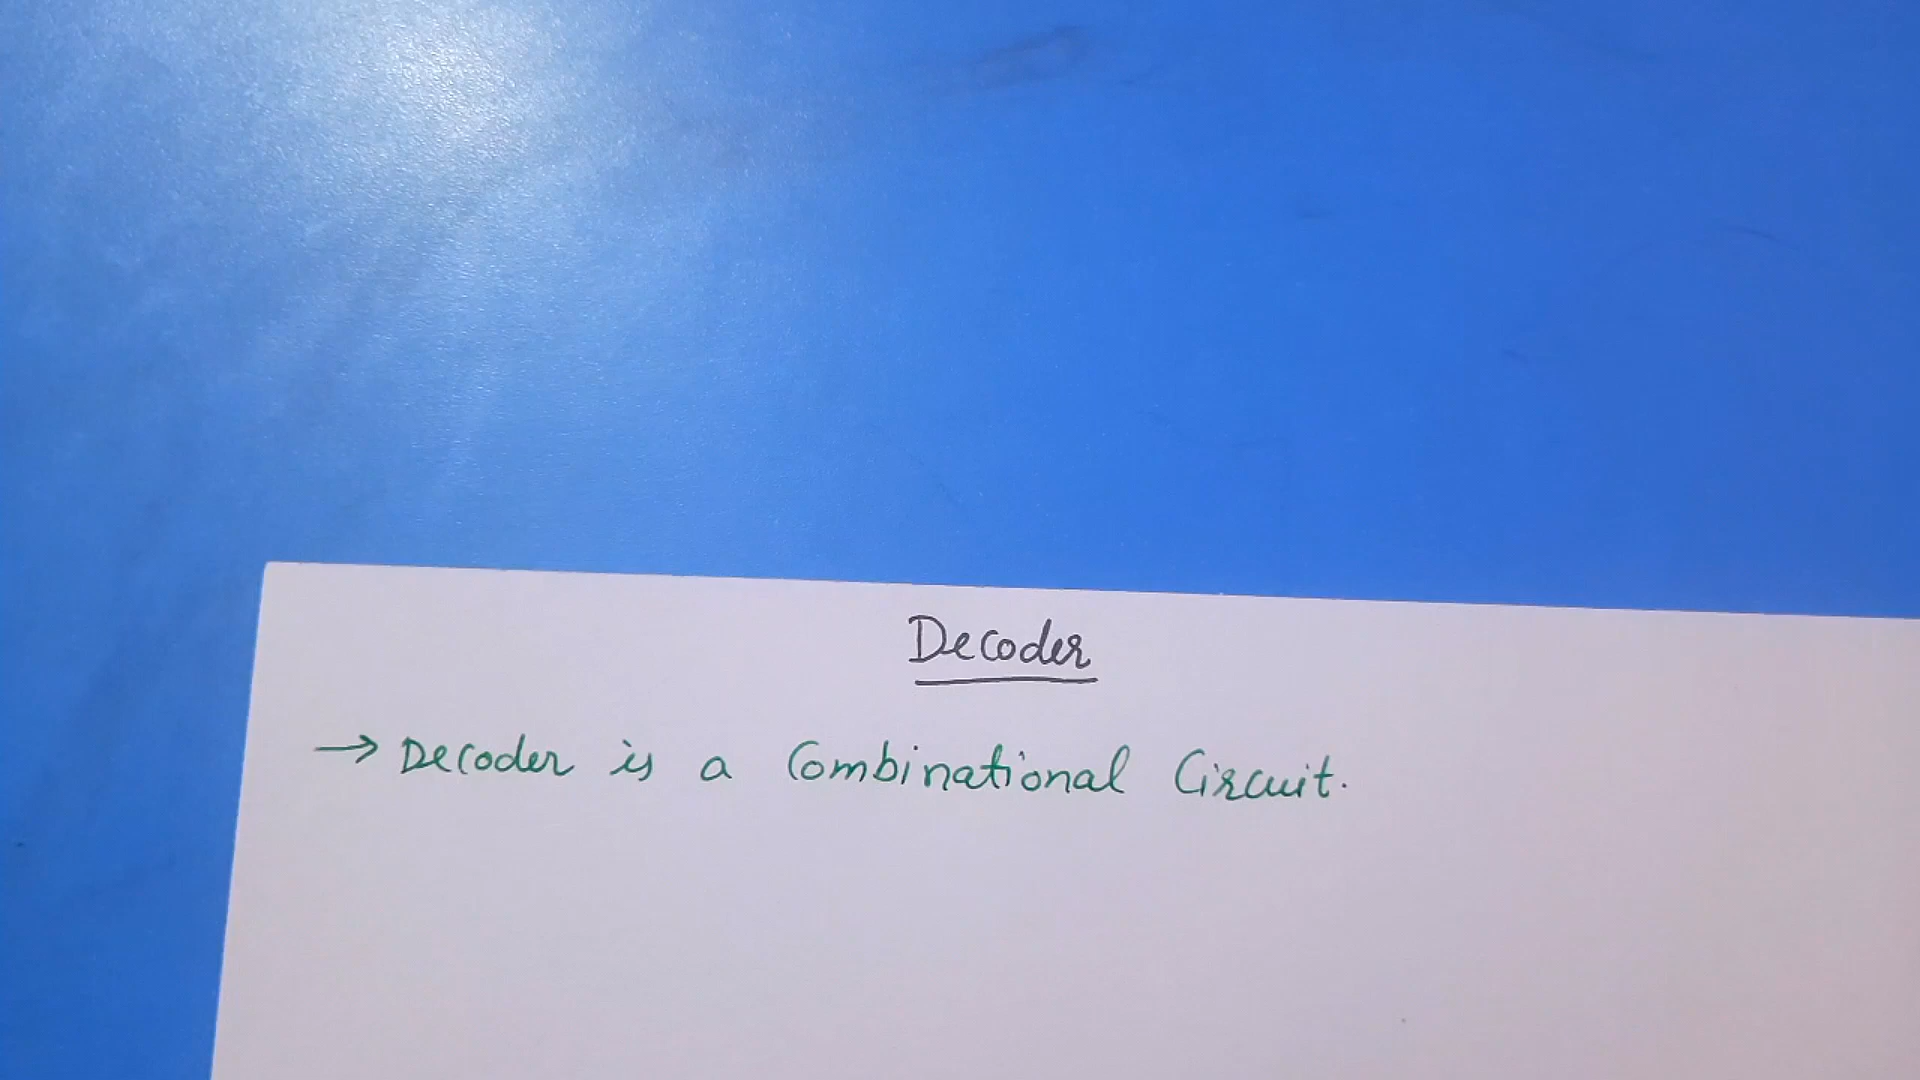 Decoder
→ Decoder is a Combinational Circuit.